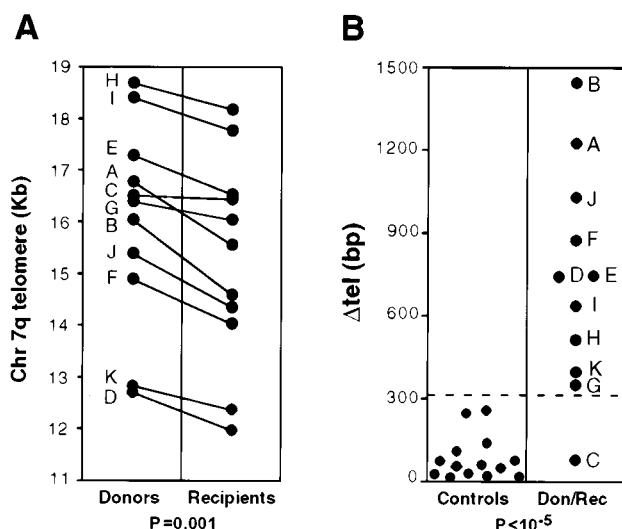 A
Chr 7q telomere (Kb)
19
18
17
16
15
14
13
12
11
H
I
E
A
C
G
B
J
F
K
D
Donors Recipients
P=0.001
B
Δtel (bp)
1500
1200
900
600
300
0
B
A
J
F
D E
I
H
K
G
C
Controls Don/Rec
P<10-5